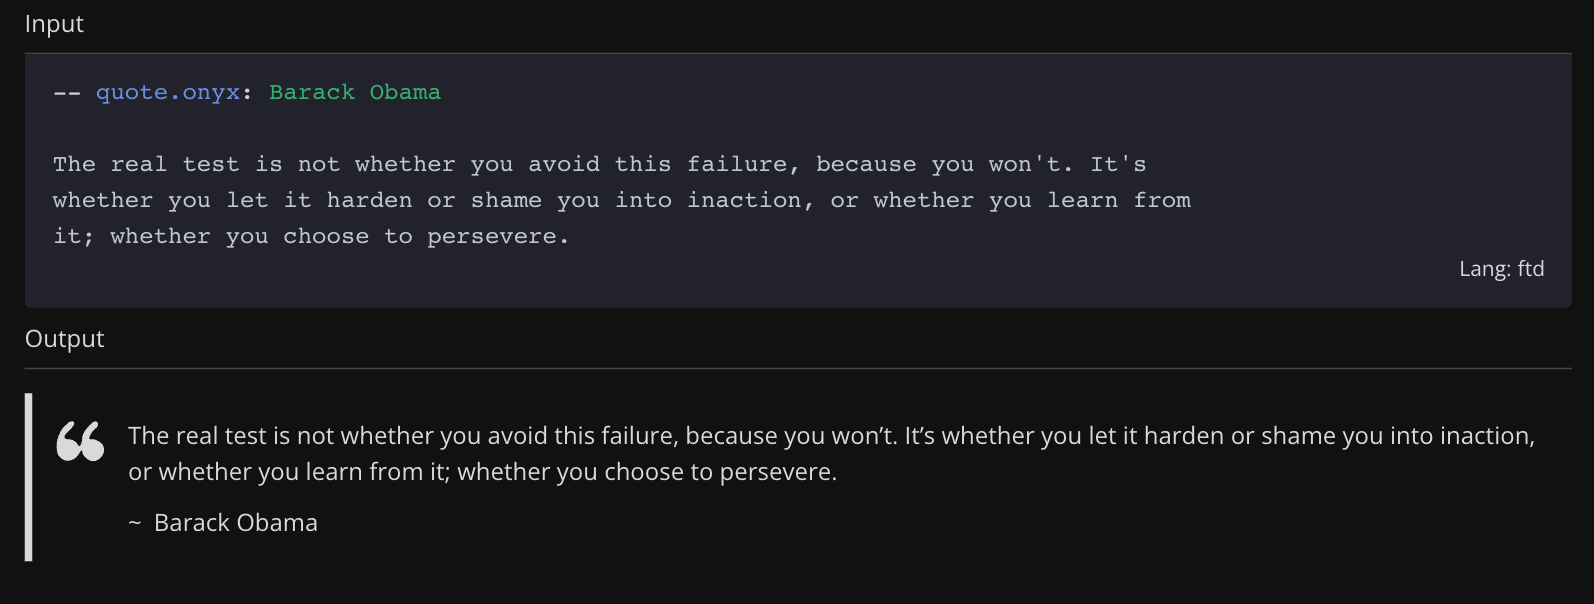 Input
-- quote.onyx: Barack Obama
The real test is not whether you avoid this failure, because you won't. It's
whether you let it harden or shame you into inaction, or whether you learn from
it; whether you choose to persevere.
Lang: ftd
Output
The real test is not whether you avoid this failure, because you won’t. It’s whether you let it harden or shame you into inaction,
or whether you learn from it; whether you choose to persevere.
~ Barack Obama